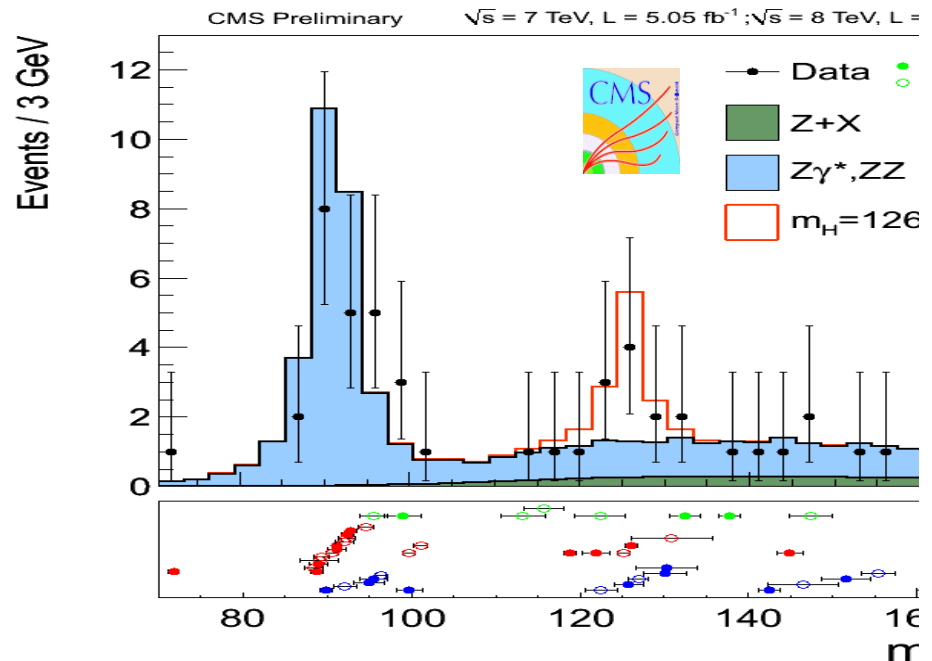 CMS Preliminary √s = 7 TeV, L = 5.05 fb⁻¹ ;√s = 8 TeV, L =
Events / 3 GeV
12
10
8
6
4
2
0
CMS
Data
Z+X
Zγ*,ZZ
m_H=126
80 100 120 140 16
m